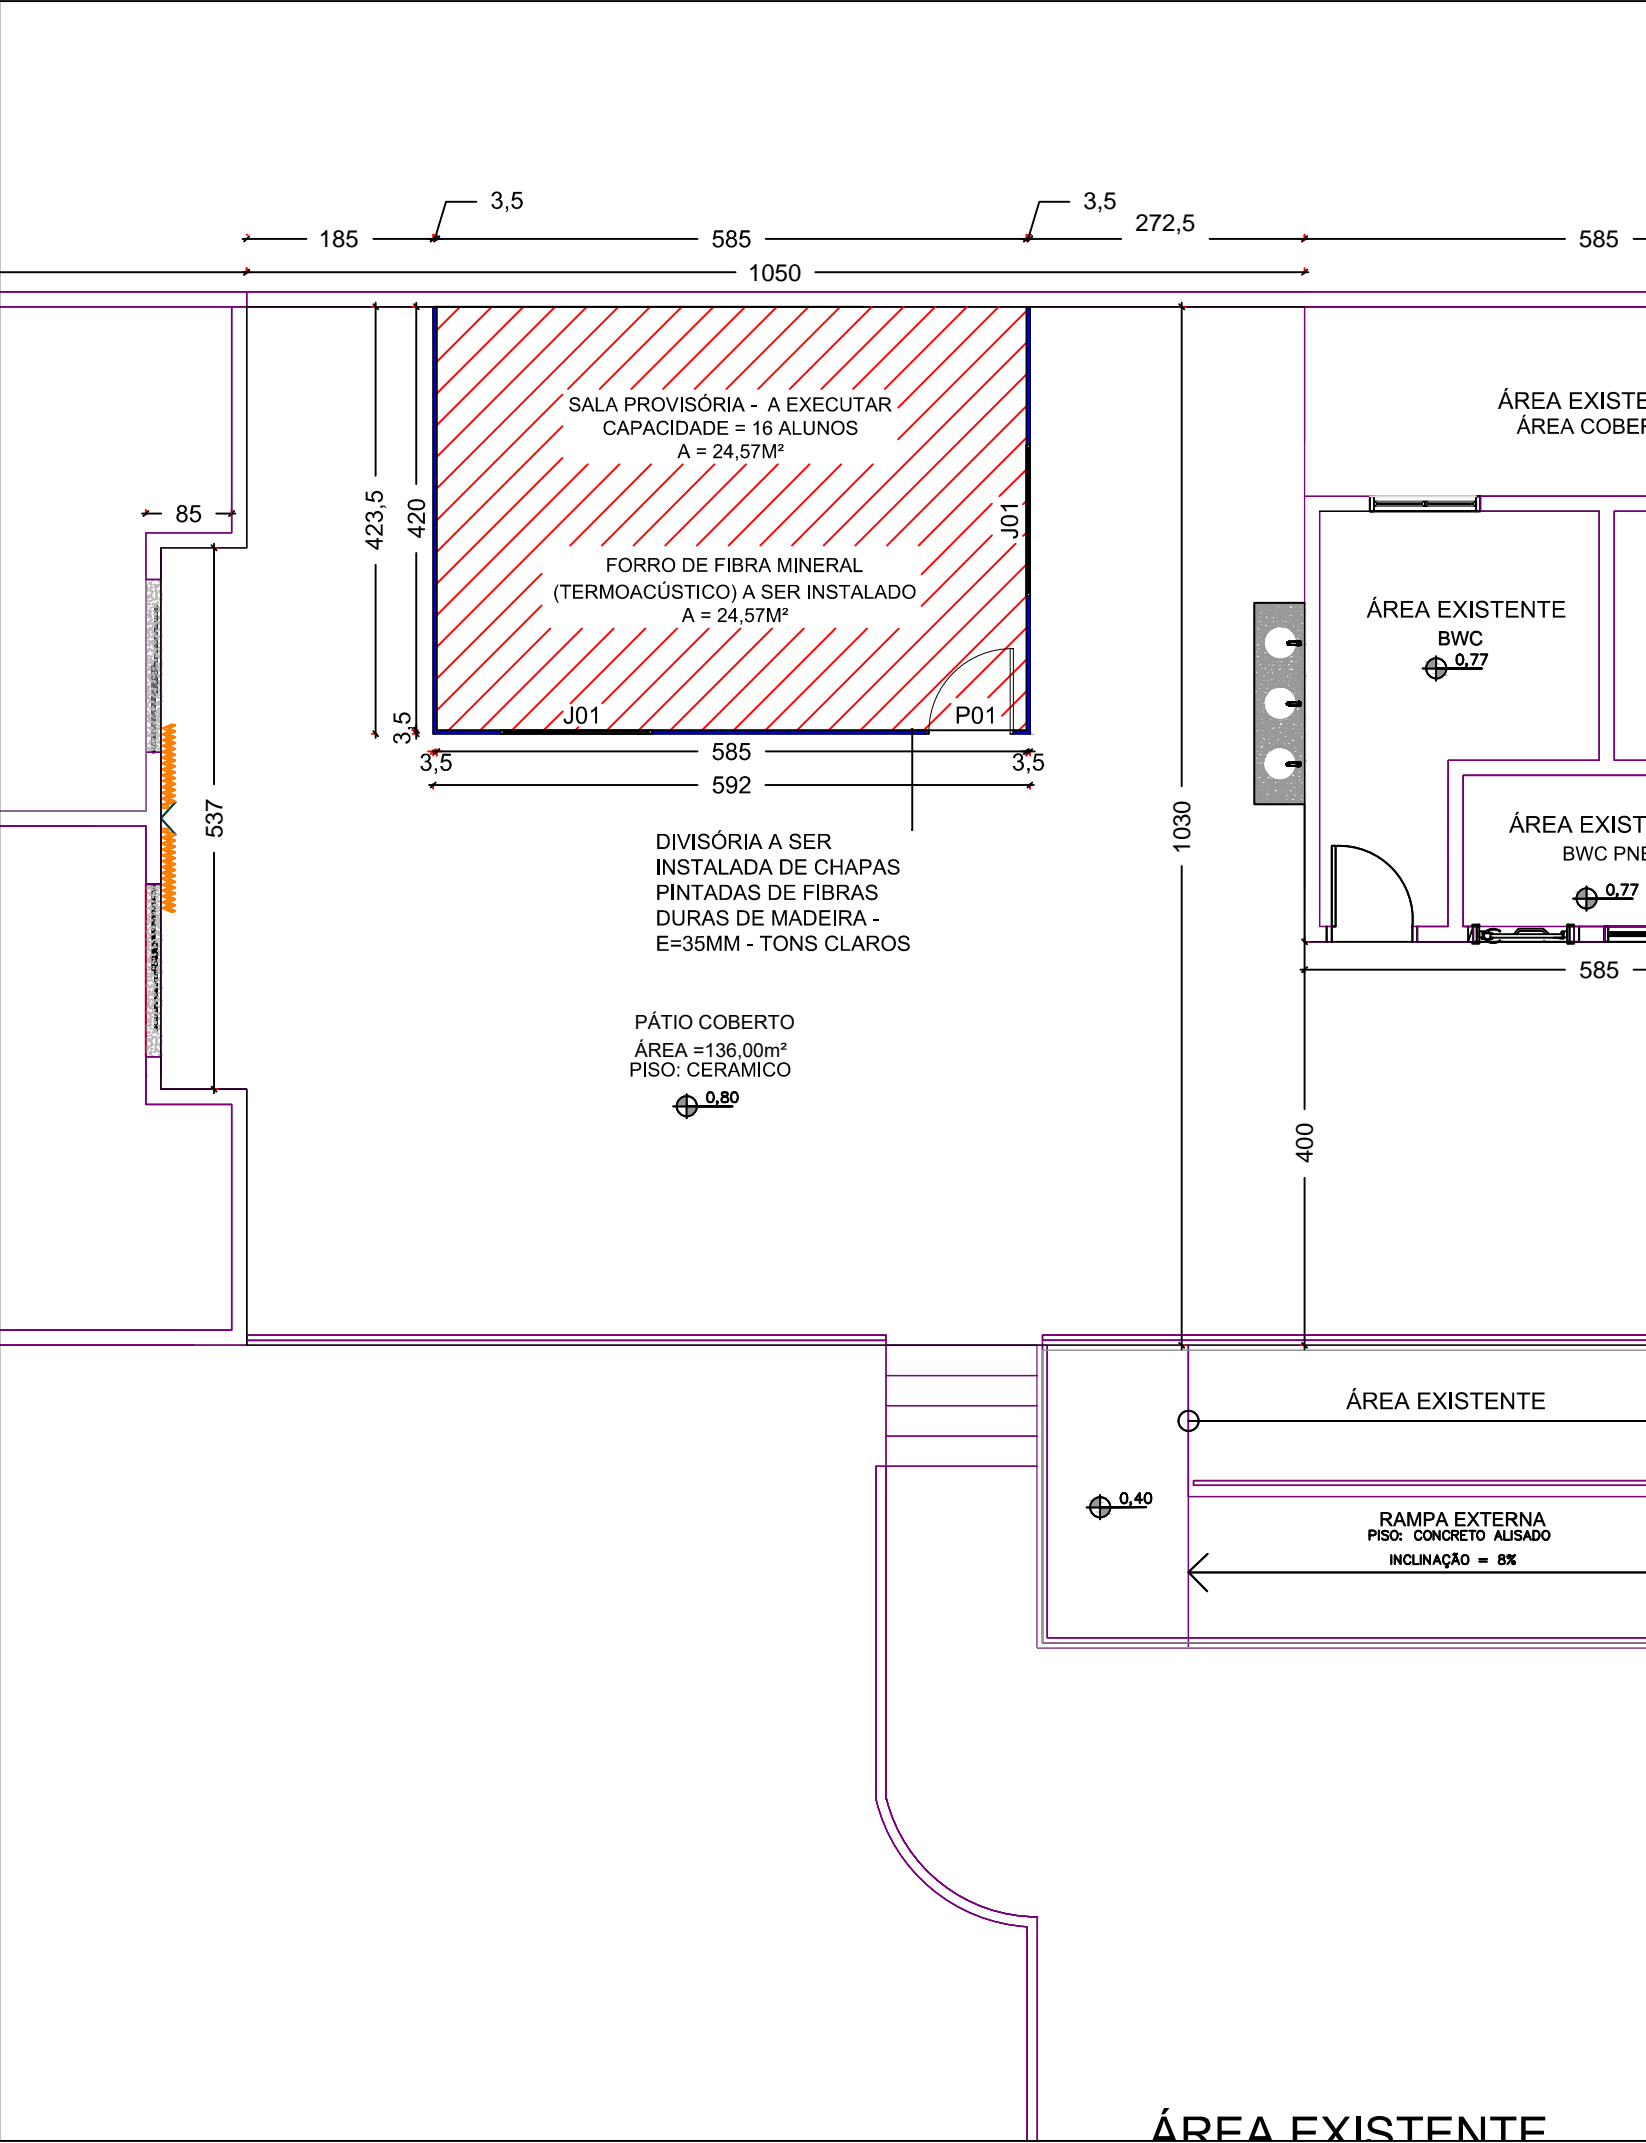 3,5
3,5
272,5
185
585
585
1050
SALA PROVISÓRIA - A EXECUTAR
CAPACIDADE = 16 ALUNOS
A = 24,57M²
ÁREA EXISTE
ÁREA COBER
85
423,5
420
J01
FORRO DE FIBRA MINERAL
(TERMOACÚSTICO) A SER INSTALADO
A = 24,57M²
ÁREA EXISTENTE
BWC
0,77
J01
P01
3,5
3,5
585
3,5
592
537
1030
DIVISÓRIA A SER
INSTALADA DE CHAPAS
PINTADAS DE FIBRAS
DURAS DE MADEIRA -
E=35MM - TONS CLAROS
ÁREA EXIST
BWC PNE
0,77
585
PÁTIO COBERTO
ÁREA =136,00m²
PISO: CERAMICO
0,80
400
ÁREA EXISTENTE
0,40
RAMPA EXTERNA
PISO: CONCRETO ALISADO
INCLINAÇÃO = 8%
ÁREA EXISTENTE